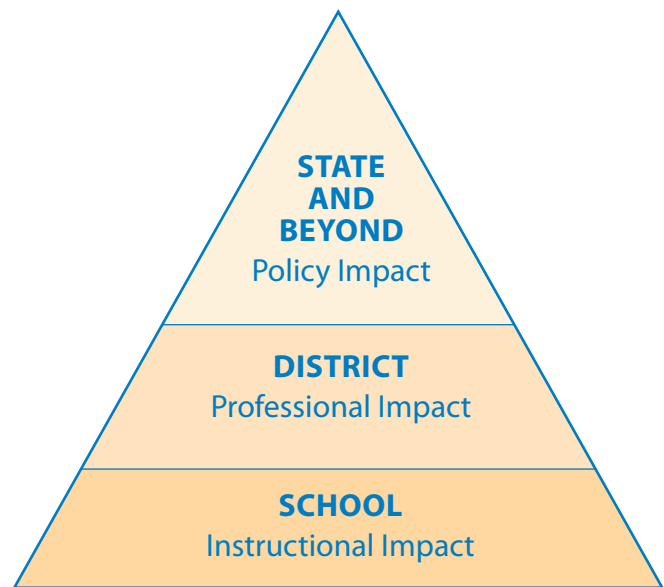 STATE
AND
BEYOND
Policy Impact
DISTRICT
Professional Impact
SCHOOL
Instructional Impact